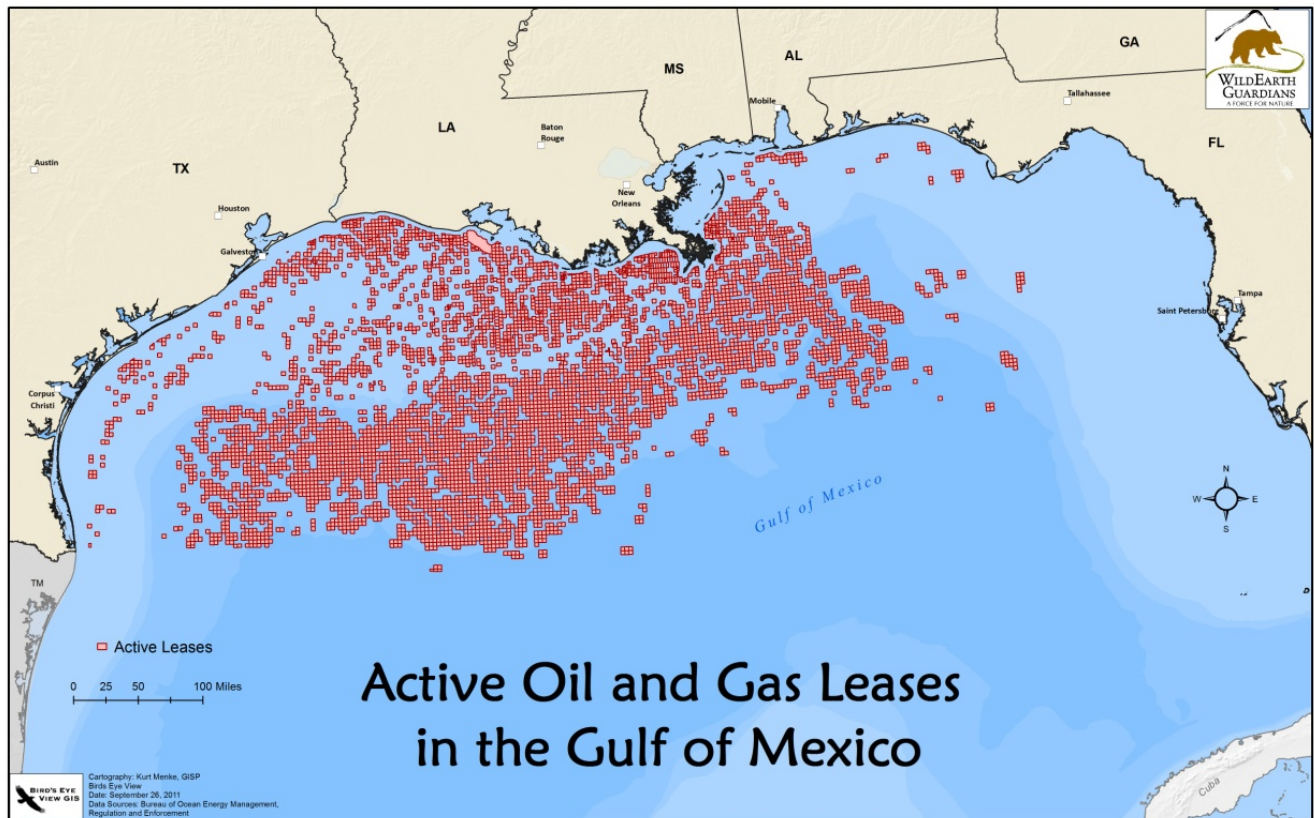 GA
AL
MS
WILDEARTH
GUARDIANS
A FORCE FOR NATURE
Mobile
Tallahassee
LA
Baton
Rouge
FL
Austin
TX
New
Orleans
Houston
Galveston
Tampa
Saint Petersburg
Corpus
Christi
N
W
E
S
Gulf of Mexico
TM
Active Leases
0 25 50 100 Miles
Active Oil and Gas Leases
in the Gulf of Mexico
Cuba
BIRD'S EYE
VIEW GIS
Cartography: Kurt Menke, GISP
Birds Eye View
Date: September 26, 2011
Data Sources: Bureau of Ocean Energy Management,
Regulation and Enforcement